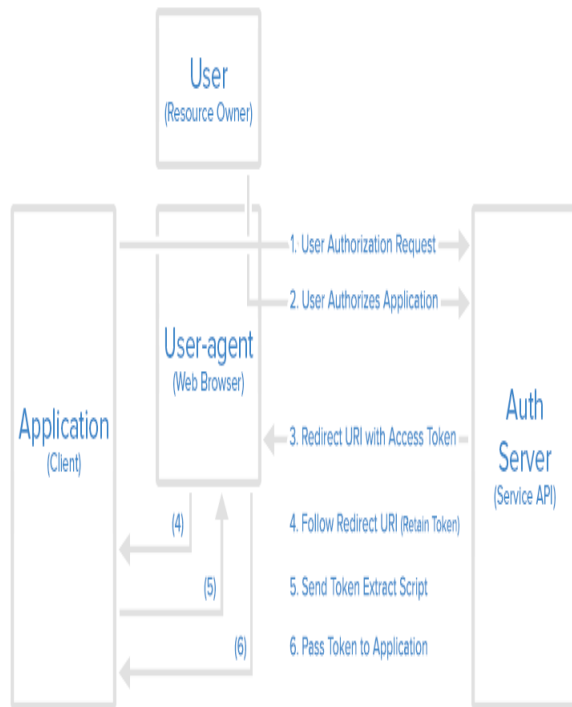 User
(Resource Owner)
1. User Authorization Request
2. User Authorizes Application
User-agent
(Web Browser)
Application
(Client)
Auth
Server
(Service API)
3. Redirect URI with Access Token
(4)
4. Follow Redirect URI (Retain Token)
(5)
5. Send Token Extract Script
(6)
6. Pass Token to Application